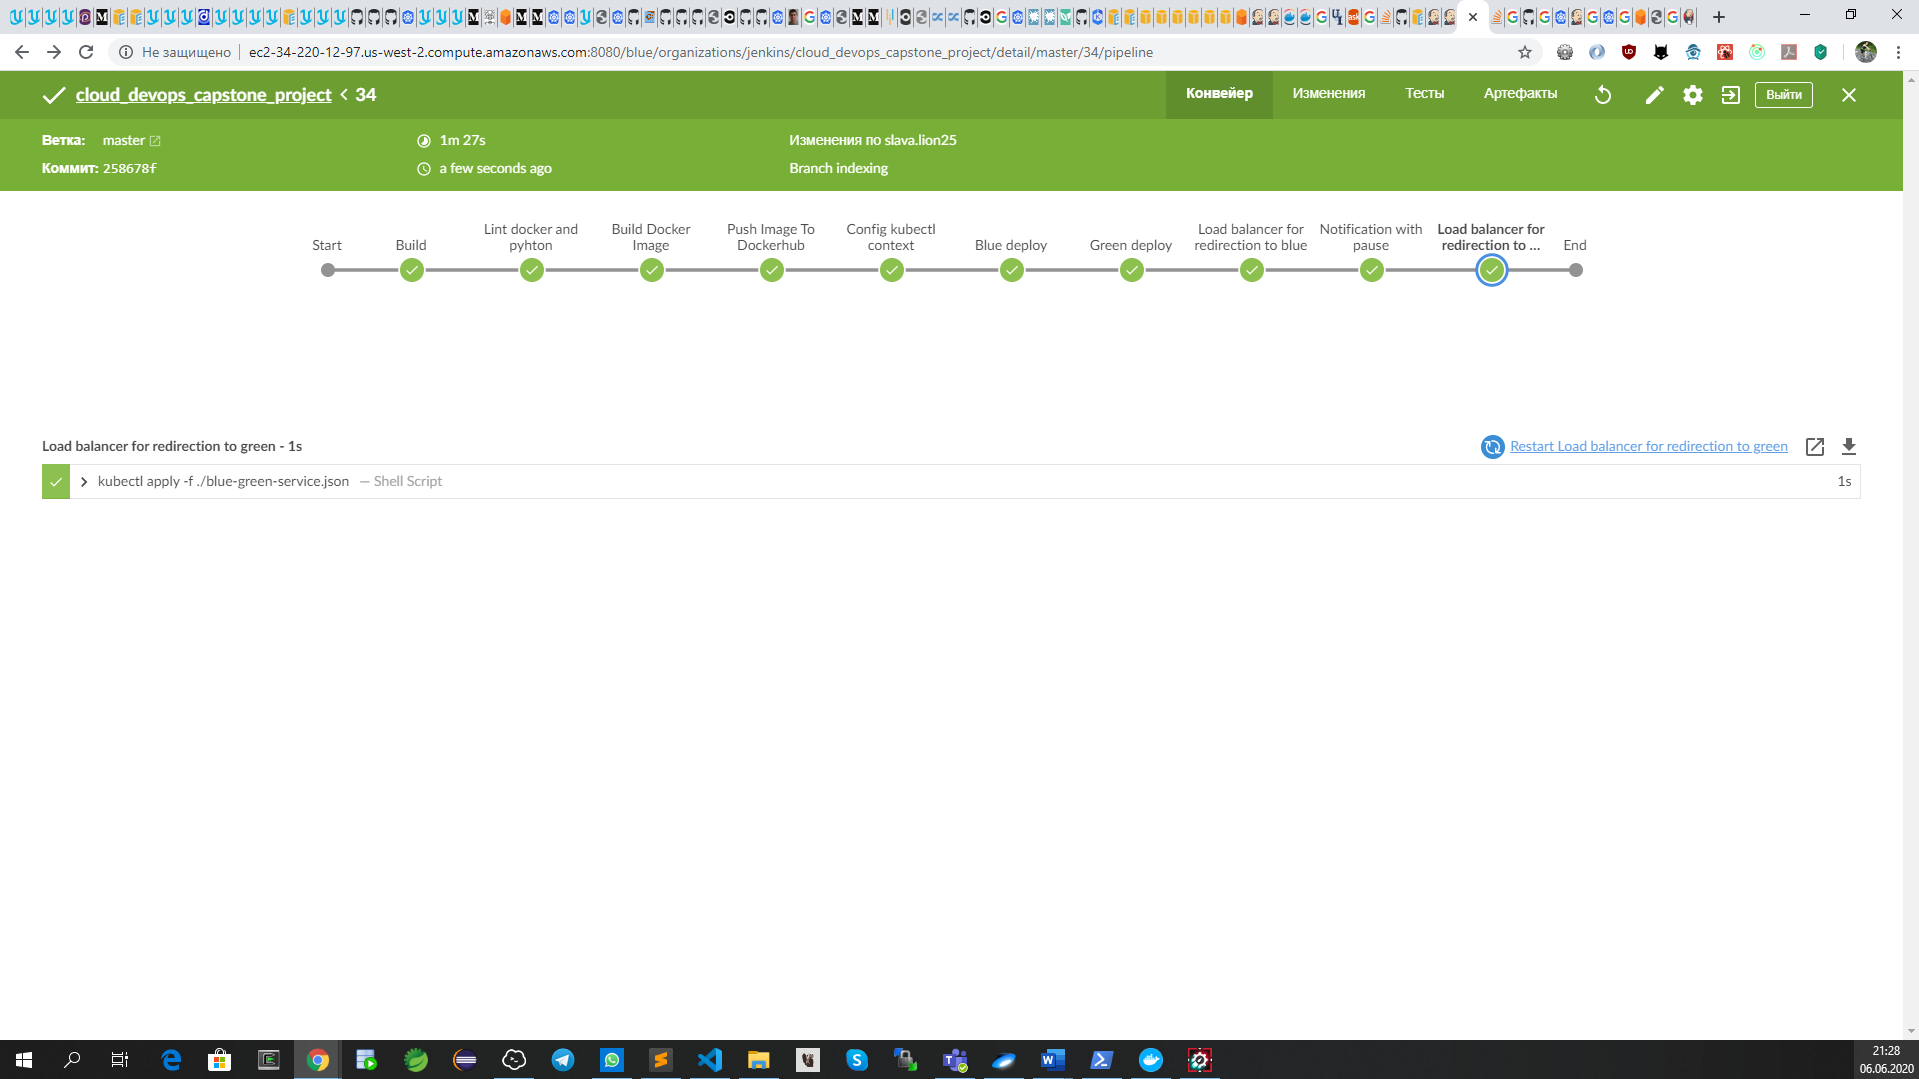 Не защищено
ec2-34-220-12-97.us-west-2.compute.amazonaws.com:8080/blue/organizations/jenkins/cloud_devops_capstone_project/detail/master/34/pipeline
cloud_devops_capstone_project < 34
Конвейер Изменения Тесты Артефакты Выйти
Ветка: master 1m 27s Изменения по slava.lion25
Коммит: 258678f a few seconds ago Branch indexing
Start
Build
Lint docker and
pyhton
Build Docker
Image
Push Image To
Dockerhub
Config kubectl
context
Blue deploy
Green deploy
Load balancer for
redirection to blue
Notification with
pause
Load balancer for
redirection to ...
End
Load balancer for redirection to green - 1s Restart Load balancer for redirection to green
kubectl apply -f ./blue-green-service.json — Shell Script 1s
21:28
06.06.2020